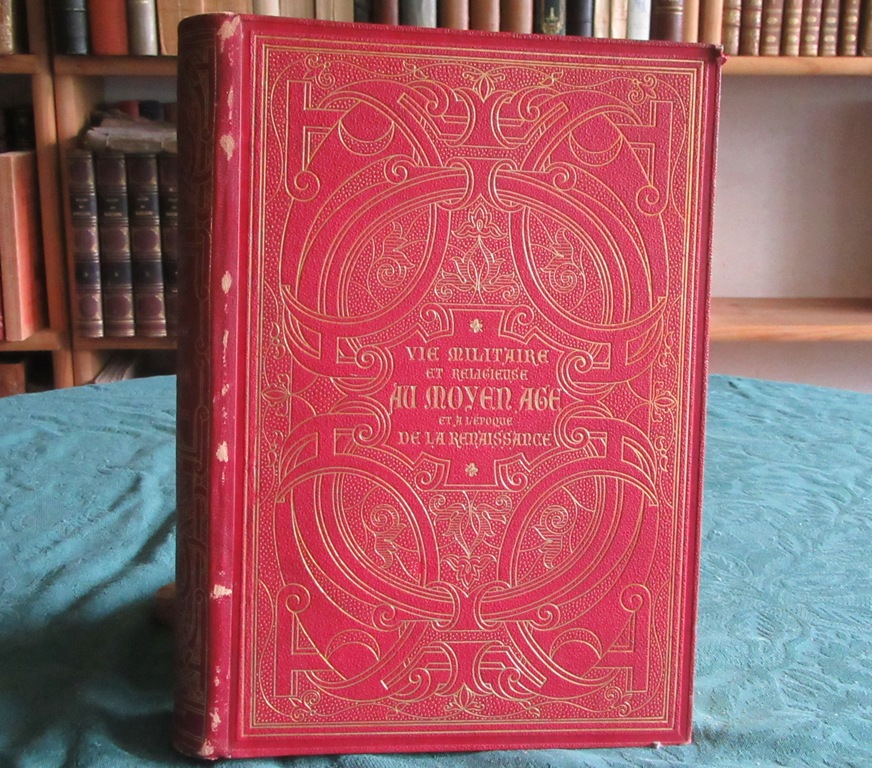 VIE MILITAIRE
ET RELIGIEUSE
AU MOYEN AGE
ET A L'ÉPOQUE
DE LA RENAISSANCE